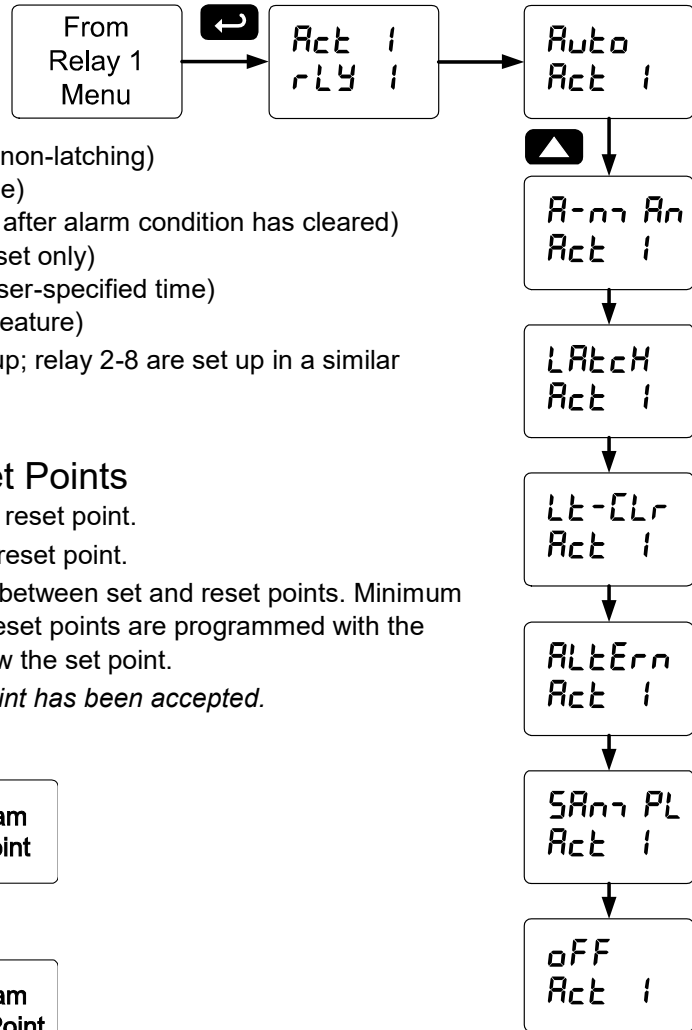 From
Relay 1
Menu
Act 1
rLY 1
Auto
Act 1
non-latching)
e)
after alarm condition has cleared)
set only)
ser-specified time)
eature)
up; relay 2-8 are set up in a similar
A-man
Act 1
LAtcH
Act 1
et Points
reset point.
reset point.
between set and reset points. Minimum
eset points are programmed with the
w the set point.
int has been accepted.
Lt-CLr
Act 1
ALtErn
Act 1
am
oint
SAmPL
Act 1
am
Point
oFF
Act 1